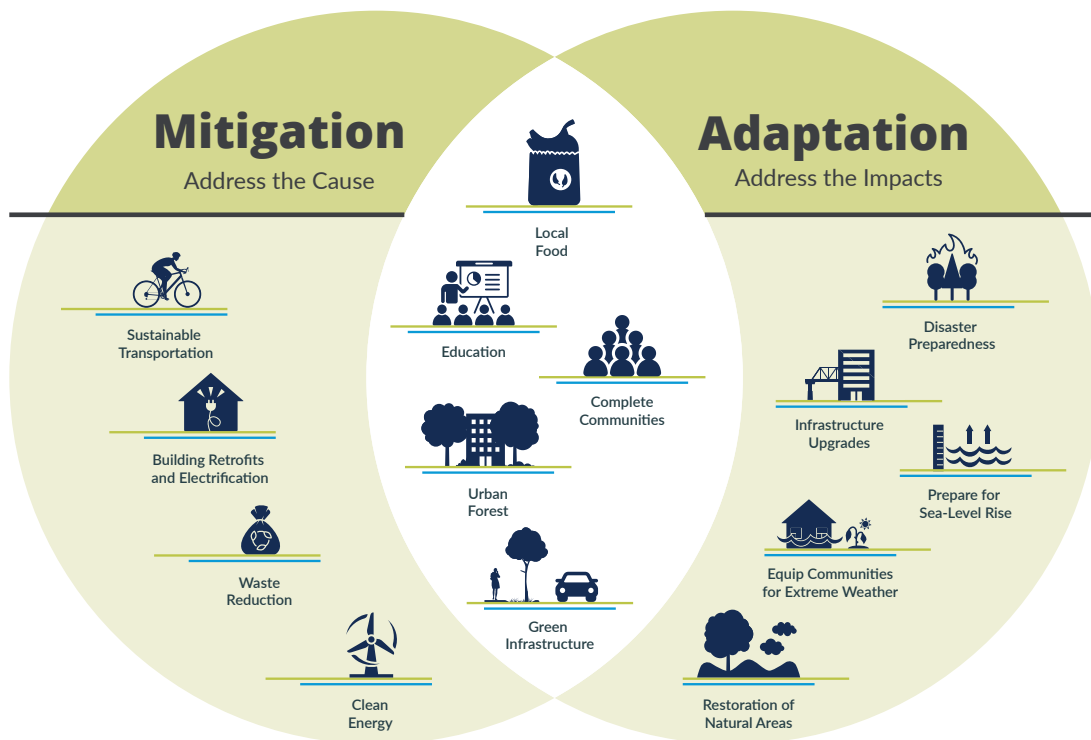 Mitigation
Address the Cause
Adaptation
Address the Impacts
Sustainable
Transportation
Building Retrofits
and Electrification
Waste
Reduction
Clean
Energy
Local
Food
Education
Complete
Communities
Urban
Forest
Green
Infrastructure
Disaster
Preparedness
Infrastructure
Upgrades
Prepare for
Sea-Level Rise
Equip Communities
for Extreme Weather
Restoration of
Natural Areas